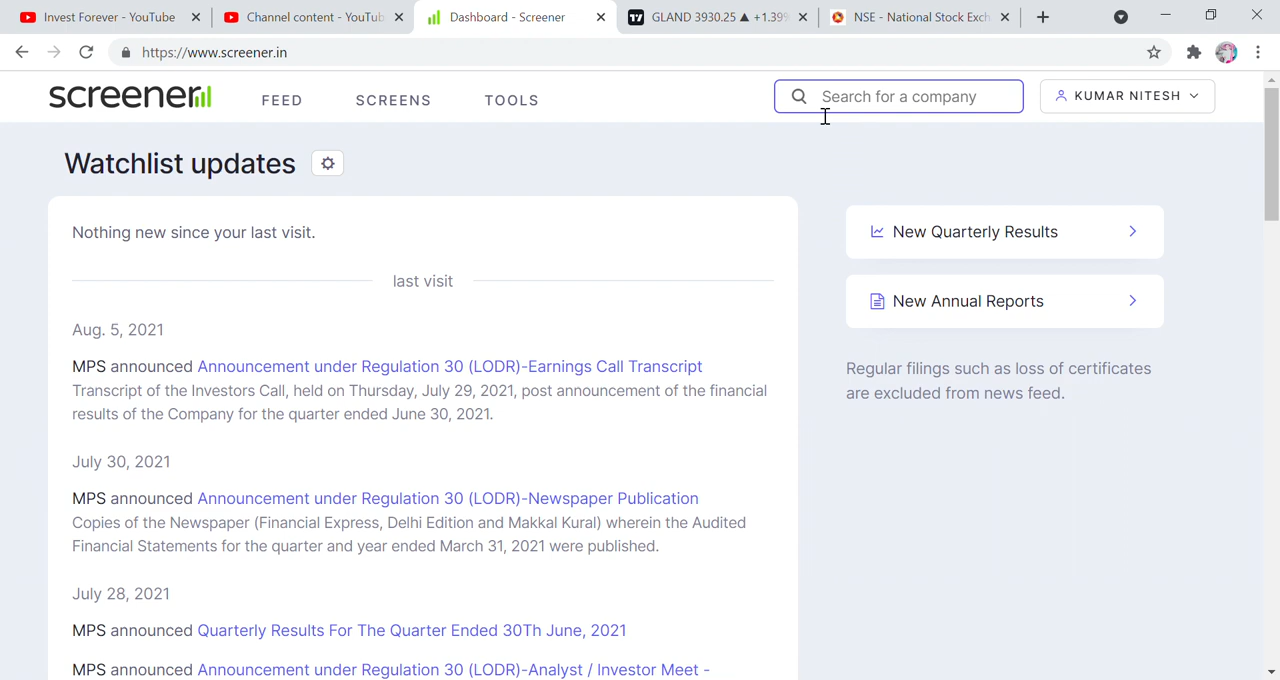 Invest Forever - YouTube
Channel content - YouTub
Dashboard - Screener
GLAND 3930.25 ▲ +1.39%
NSE - National Stock Exch
https://www.screener.in
screener
FEED
SCREENS
TOOLS
Search for a company
KUMAR NITESH
Watchlist updates
Nothing new since your last visit.
last visit
Aug. 5, 2021
MPS announced Announcement under Regulation 30 (LODR)-Earnings Call Transcript
Transcript of the Investors Call, held on Thursday, July 29, 2021, post announcement of the financial
results of the Company for the quarter ended June 30, 2021.
July 30, 2021
MPS announced Announcement under Regulation 30 (LODR)-Newspaper Publication
Copies of the Newspaper (Financial Express, Delhi Edition and Makkal Kural) wherein the Audited
Financial Statements for the quarter and year ended March 31, 2021 were published.
July 28, 2021
MPS announced Quarterly Results For The Quarter Ended 30Th June, 2021
MPS announced Announcement under Regulation 30 (LODR)-Analyst / Investor Meet -
New Quarterly Results
New Annual Reports
Regular filings such as loss of certificates
are excluded from news feed.